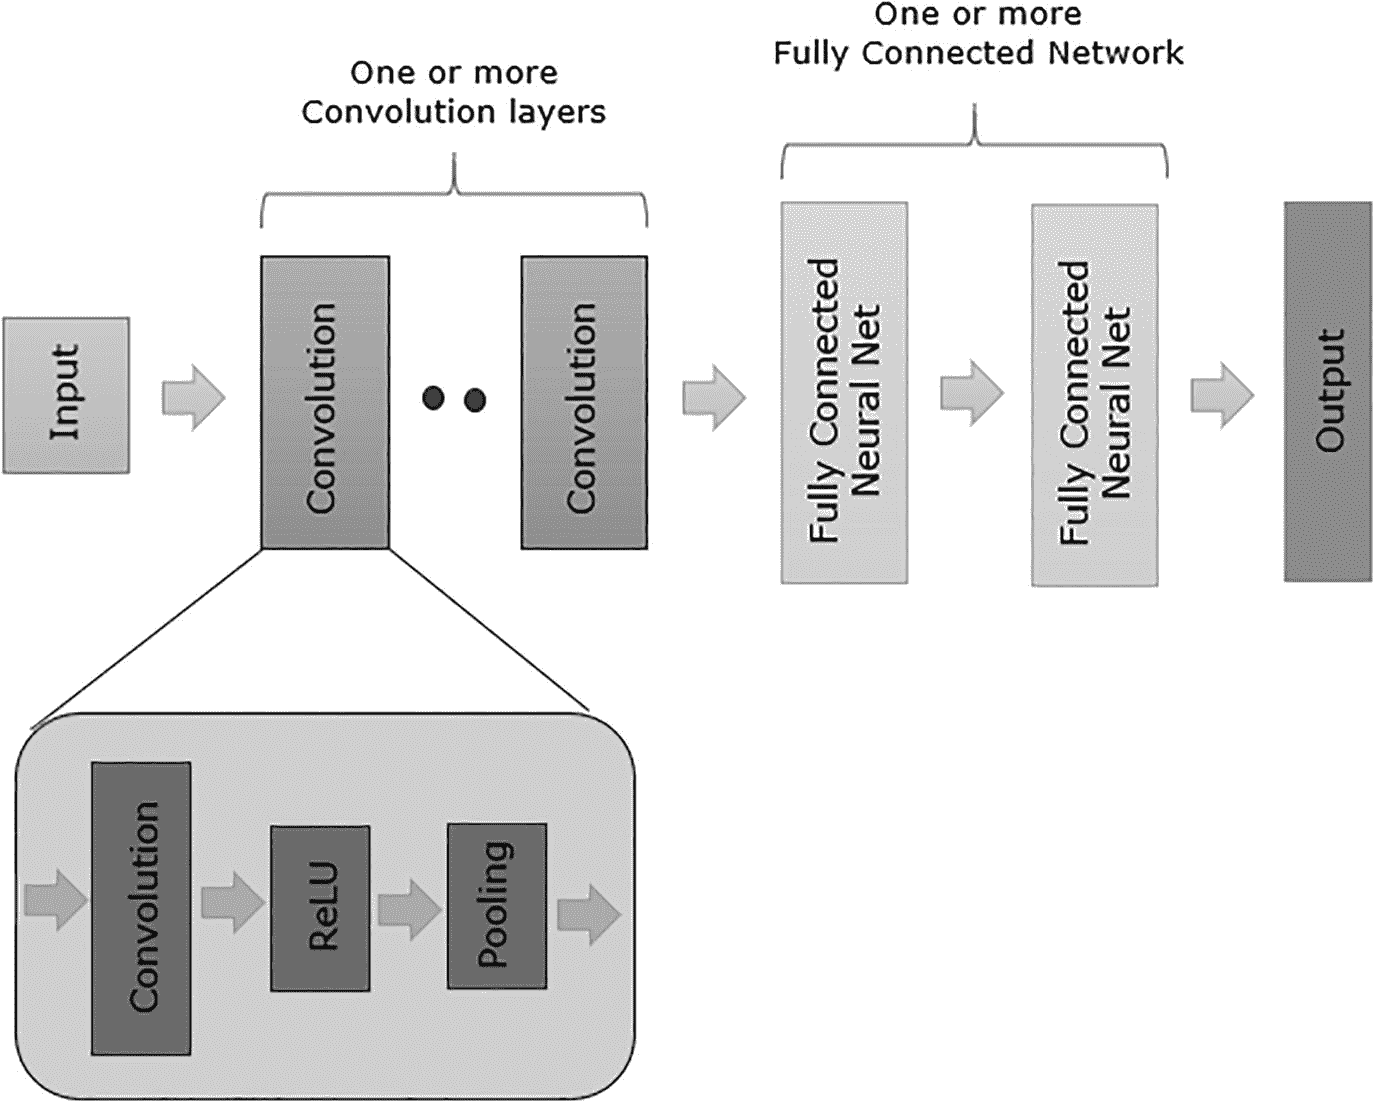 One or more
Fully Connected Network
One or more
Convolution layers
Input
Convolution
Convolution
Fully Connected
Neural Net
Fully Connected
Neural Net
Output
Convolution
ReLU
Pooling